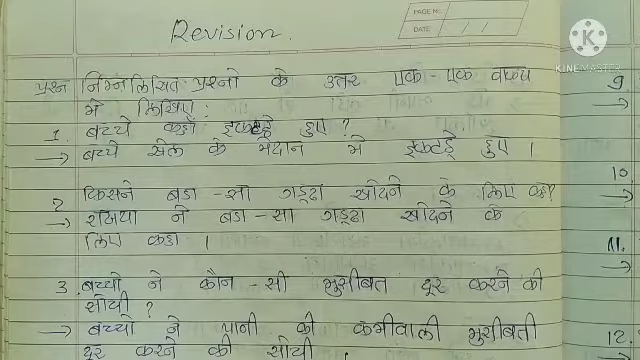 Revision.
PAGE NO.
DATE / /
KINEMASTER
प्रश्न निम्नलिखित प्रश्नो के उत्तर एक-एक वाक्य
मे लिखिए:
1. बच्चे कहाँ इकट्ठे हुए ?
→ बच्चे खेल के मैदान मे इकट्ठे हुए ।
2. किसने बडा-सा गड्ढा खोदने के लिए कहा?
→ रजिया ने बडा-सा गड्ढा खोदने के
लिए कहा ।
3. बच्चो ने कौन-सी मुसीबत दूर करने की
सोची ?
→ बच्चो ने पानी की कमीवाली मुसीबती
दूर करने की सोची .
9
→
10.
→
11.
→
12.